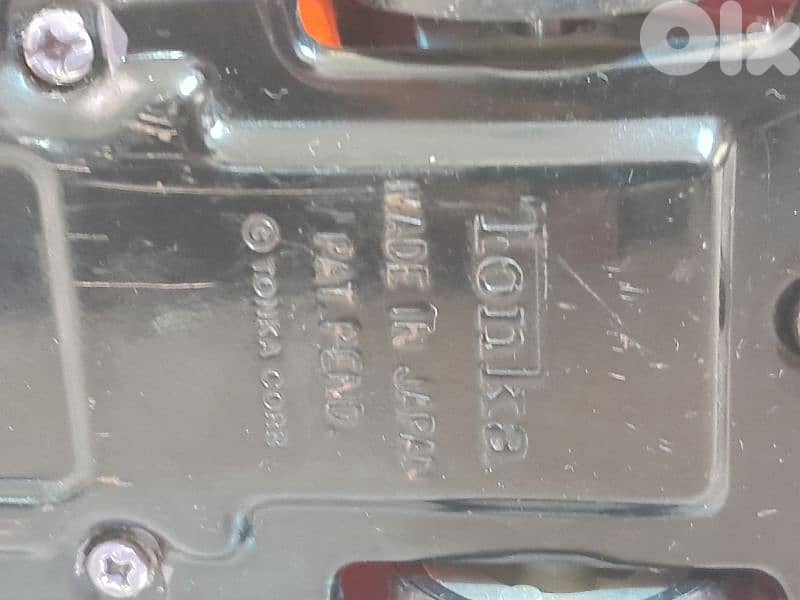 Tonka
MADE IN JAPAN
PAT. PEND.
© TONKA CORP
olx